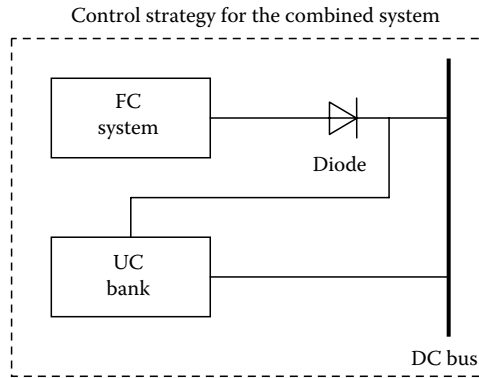 Control strategy for the combined system
FC
system
Diode
UC
bank
DC bus